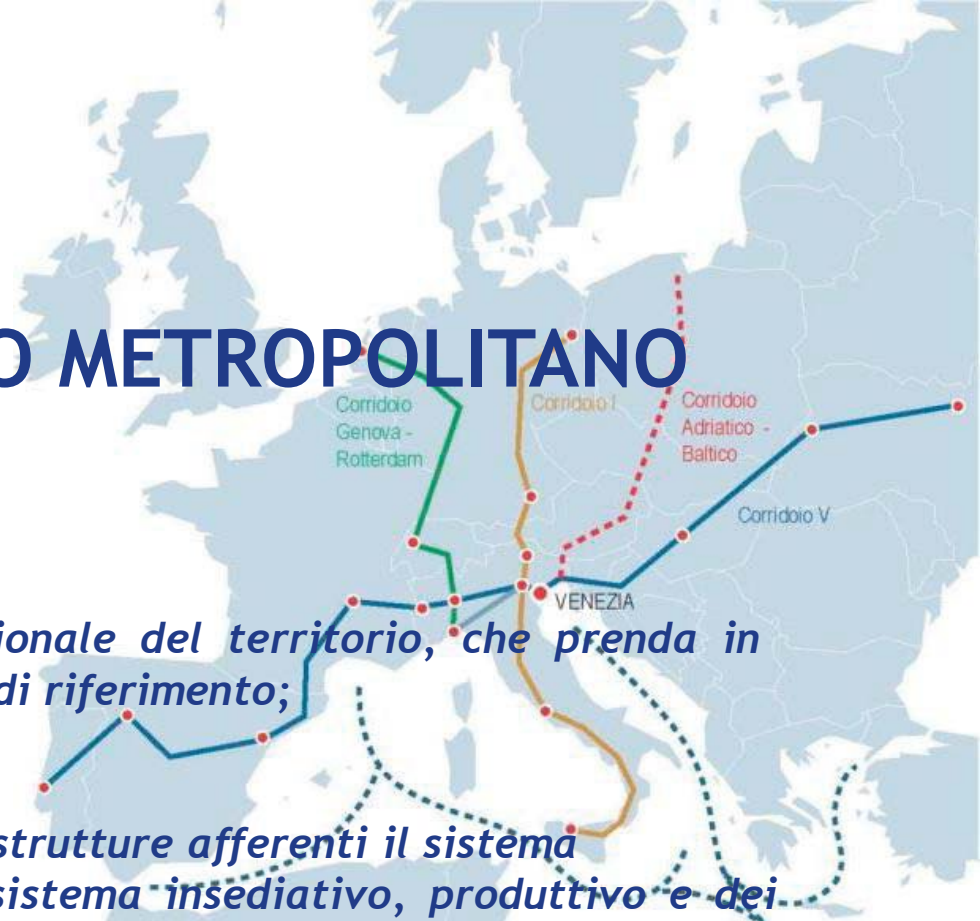 O METROPOLITANO
Corridoio
Genova -
Rotterdam
Corridoio I
Corridoio
Adriatico -
Baltico
Corridoio V
VENEZIA
ionale del territorio, che prenda in
di riferimento;
strutture afferenti il sistema
sistema insediativo, produttivo e dei